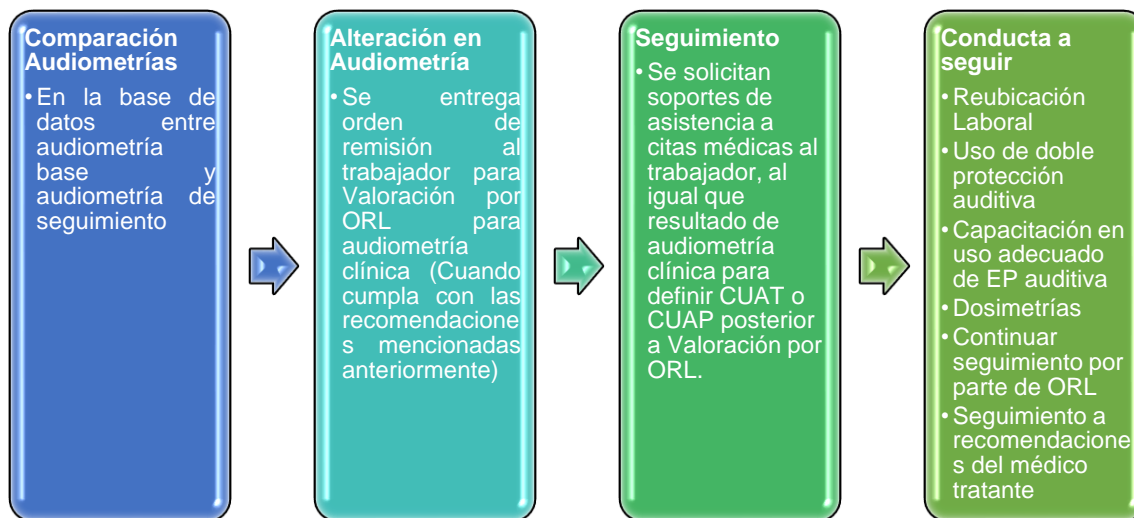 Comparación
Audiometrías
• En la base de
datos entre
audiometría
base y
audiometría de
seguimiento
Alteración en
Audiometría
• Se entrega
orden de
remisión al
trabajador para
Valoración por
ORL para
audiometría
clínica (Cuando
cumpla con las
recomendacione
s mencionadas
anteriormente)
Seguimiento
• Se solicitan
soportes de
asistencia a
citas médicas al
trabajador, al
igual que
resultado de
audiometría
clínica para
definir CUAT o
CUAP posterior
a Valoración por
ORL.
Conducta a
seguir
• Reubicación
Laboral
• Uso de doble
protección
auditiva
• Capacitación en
uso adecuado
de EP auditiva
• Dosimetrías
• Continuar
seguimiento por
parte de ORL
• Seguimiento a
recomendacione
s del médico
tratante